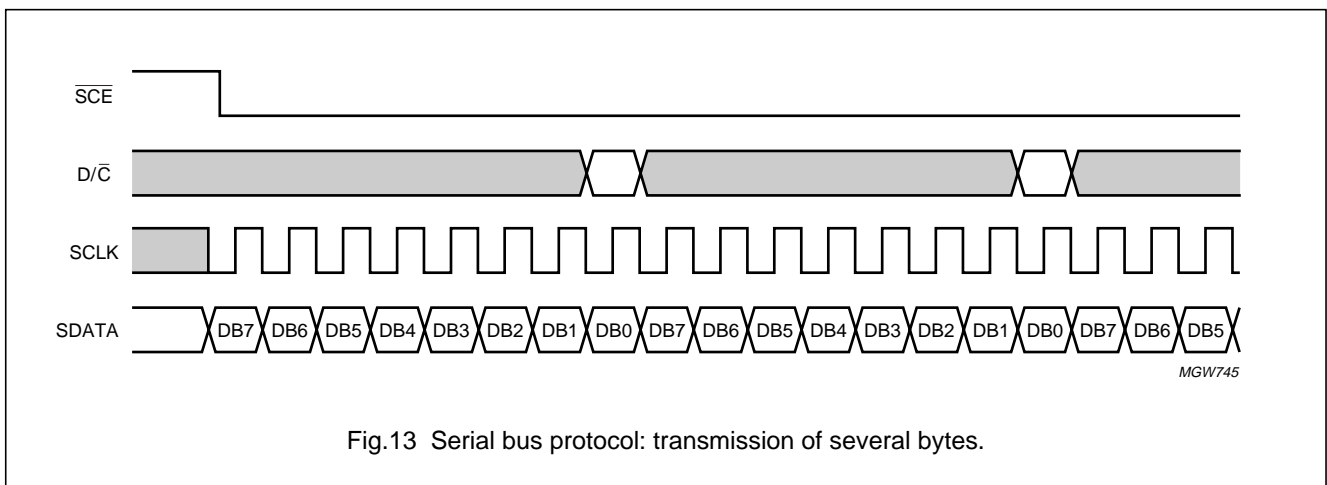 S̅C̅E̅
D/C̅
SCLK
SDATA DB7 DB6 DB5 DB4 DB3 DB2 DB1 DB0 DB7 DB6 DB5 DB4 DB3 DB2 DB1 DB0 DB7 DB6 DB5
MGW745
Fig.13 Serial bus protocol: transmission of several bytes.